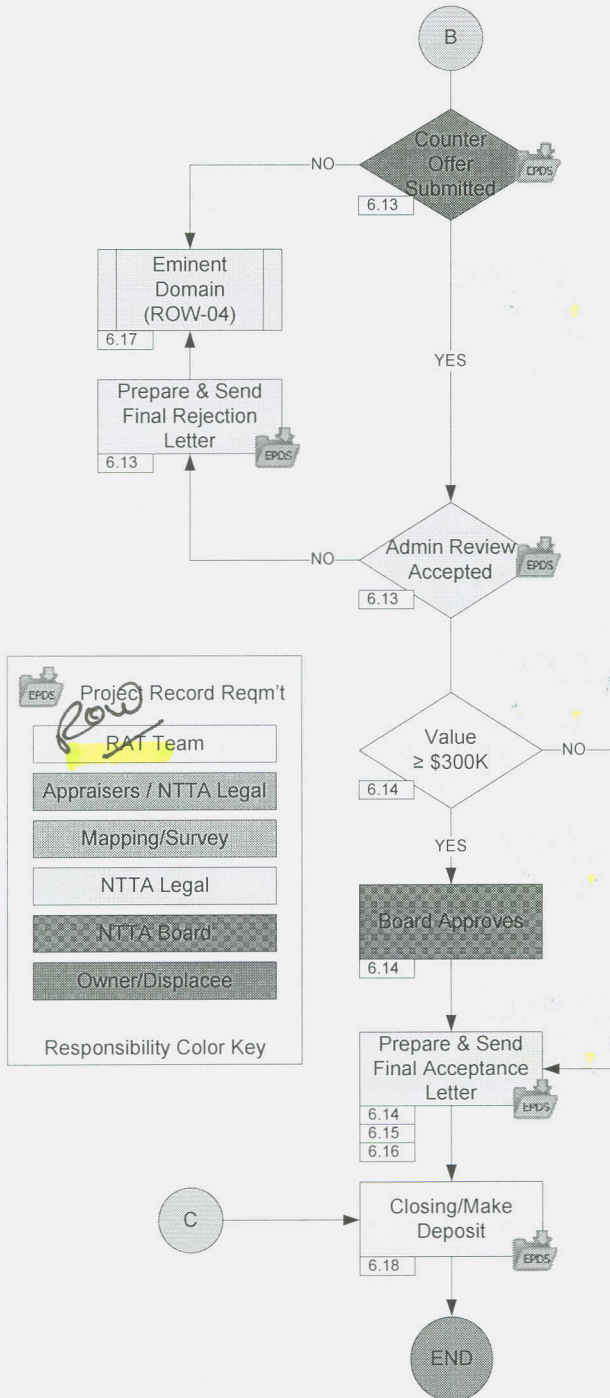 B
Counter
Offer
Submitted
EPDS
6.13
NO
Eminent
Domain
(ROW-04)
6.17
YES
Prepare & Send
Final Rejection
Letter
EPDS
6.13
NO
Admin Review
Accepted
EPDS
6.13
EPDS
Project Record Reqm't
Row
RAT Team
Appraisers / NTTA Legal
Mapping/Survey
NTTA Legal
NTTA Board
Owner/Displacee
Responsibility Color Key
Value
≥ $300K
NO
6.14
YES
Board Approves
6.14
Prepare & Send
Final Acceptance
Letter
EPDS
6.14
6.15
6.16
C
Closing/Make
Deposit
EPDS
6.18
END